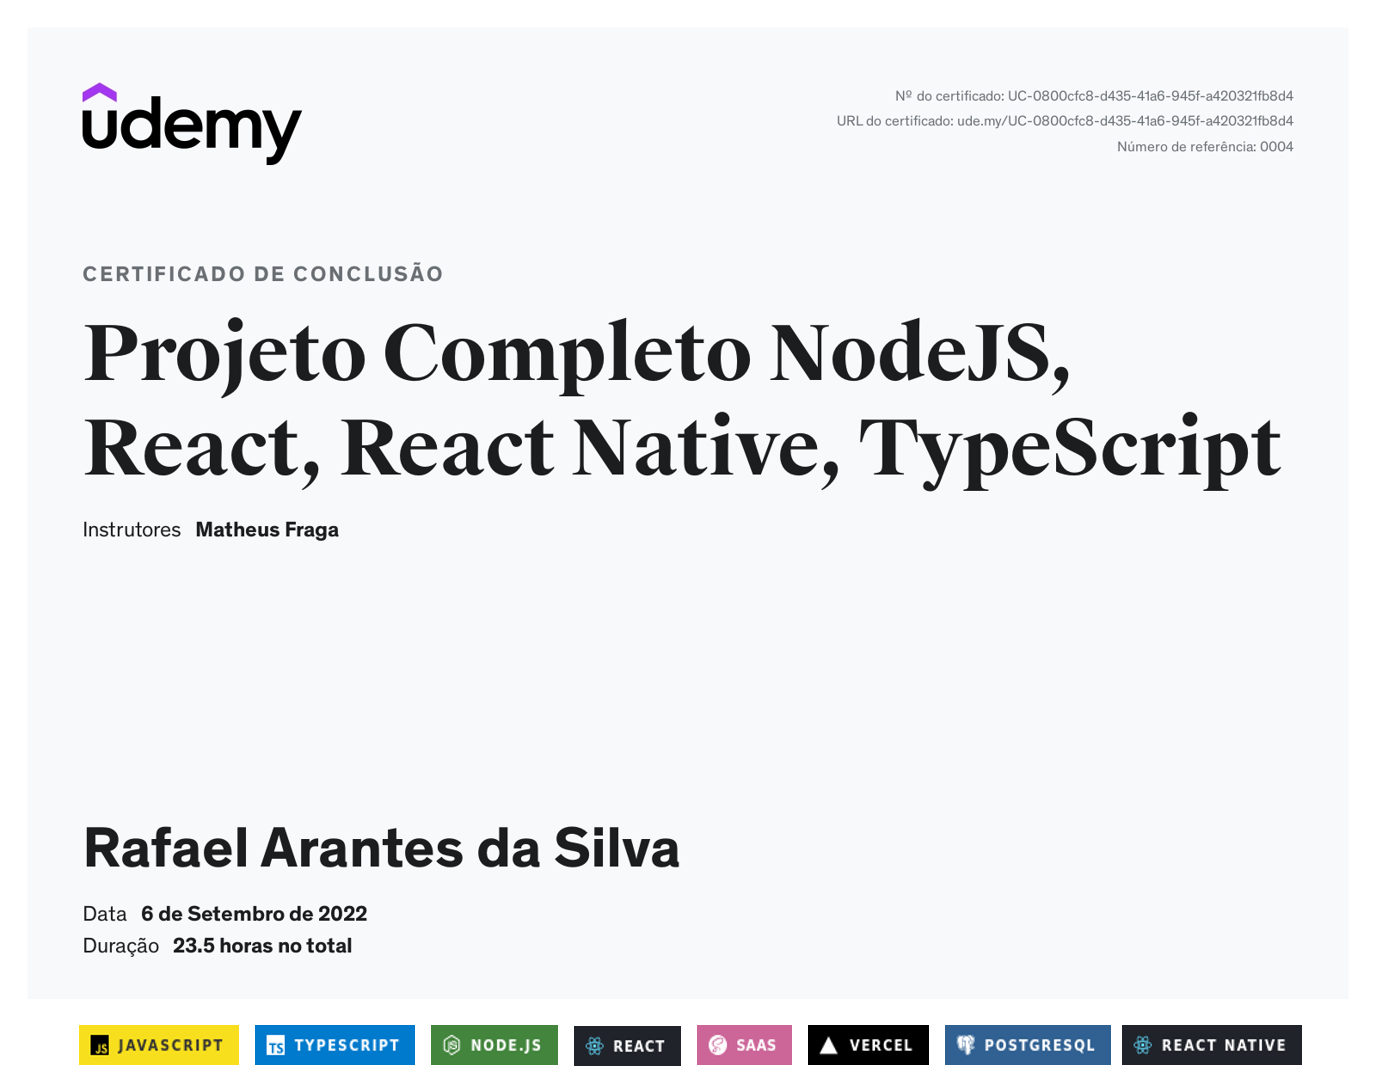 udemy
Nº do certificado: UC-0800cfc8-d435-41a6-945f-a420321fb8d4
URL do certificado: ude.my/UC-0800cfc8-d435-41a6-945f-a420321fb8d4
Número de referência: 0004
CERTIFICADO DE CONCLUSÃO
Projeto Completo NodeJS,
React, React Native, TypeScript
Instrutores Matheus Fraga
Rafael Arantes da Silva
Data 6 de Setembro de 2022
Duração 23.5 horas no total
JS JAVASCRIPT TS TYPESCRIPT NODE.JS REACT SAAS VERCEL POSTGRESQL REACT NATIVE